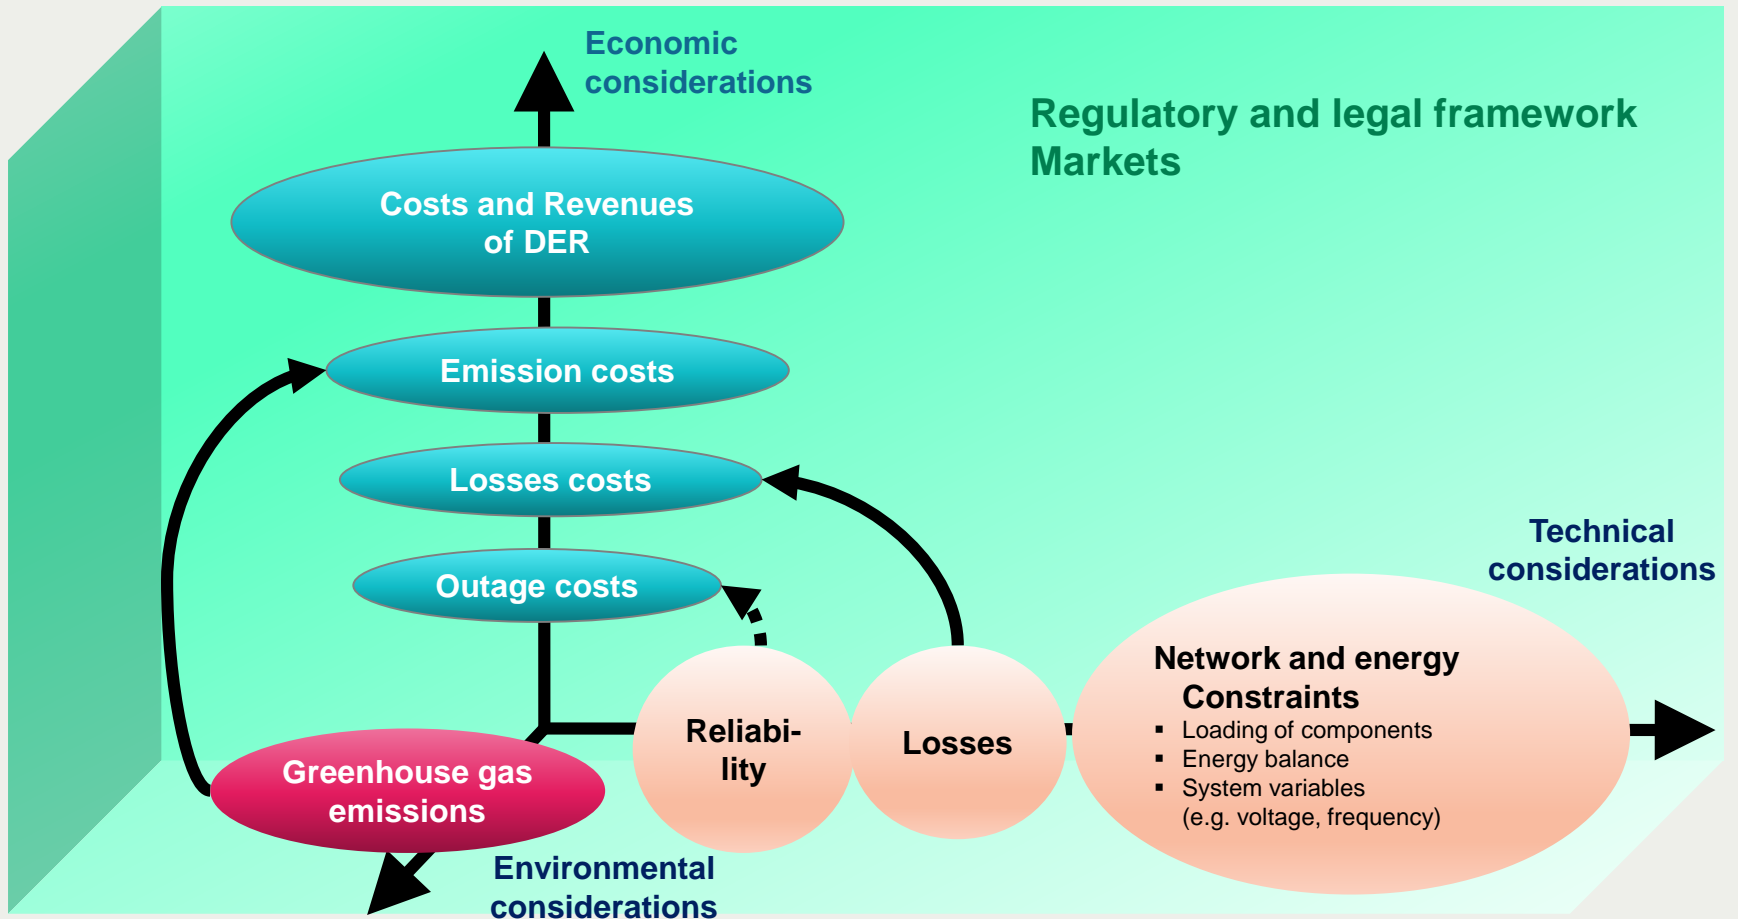 Economic
considerations
Regulatory and legal framework
Markets
Costs and Revenues
of DER
Emission costs
Losses costs
Outage costs
Technical
considerations
Network and energy
Constraints
▪ Loading of components
▪ Energy balance
▪ System variables
(e.g. voltage, frequency)
Reliabi-
lity
Losses
Greenhouse gas
emissions
Environmental
considerations